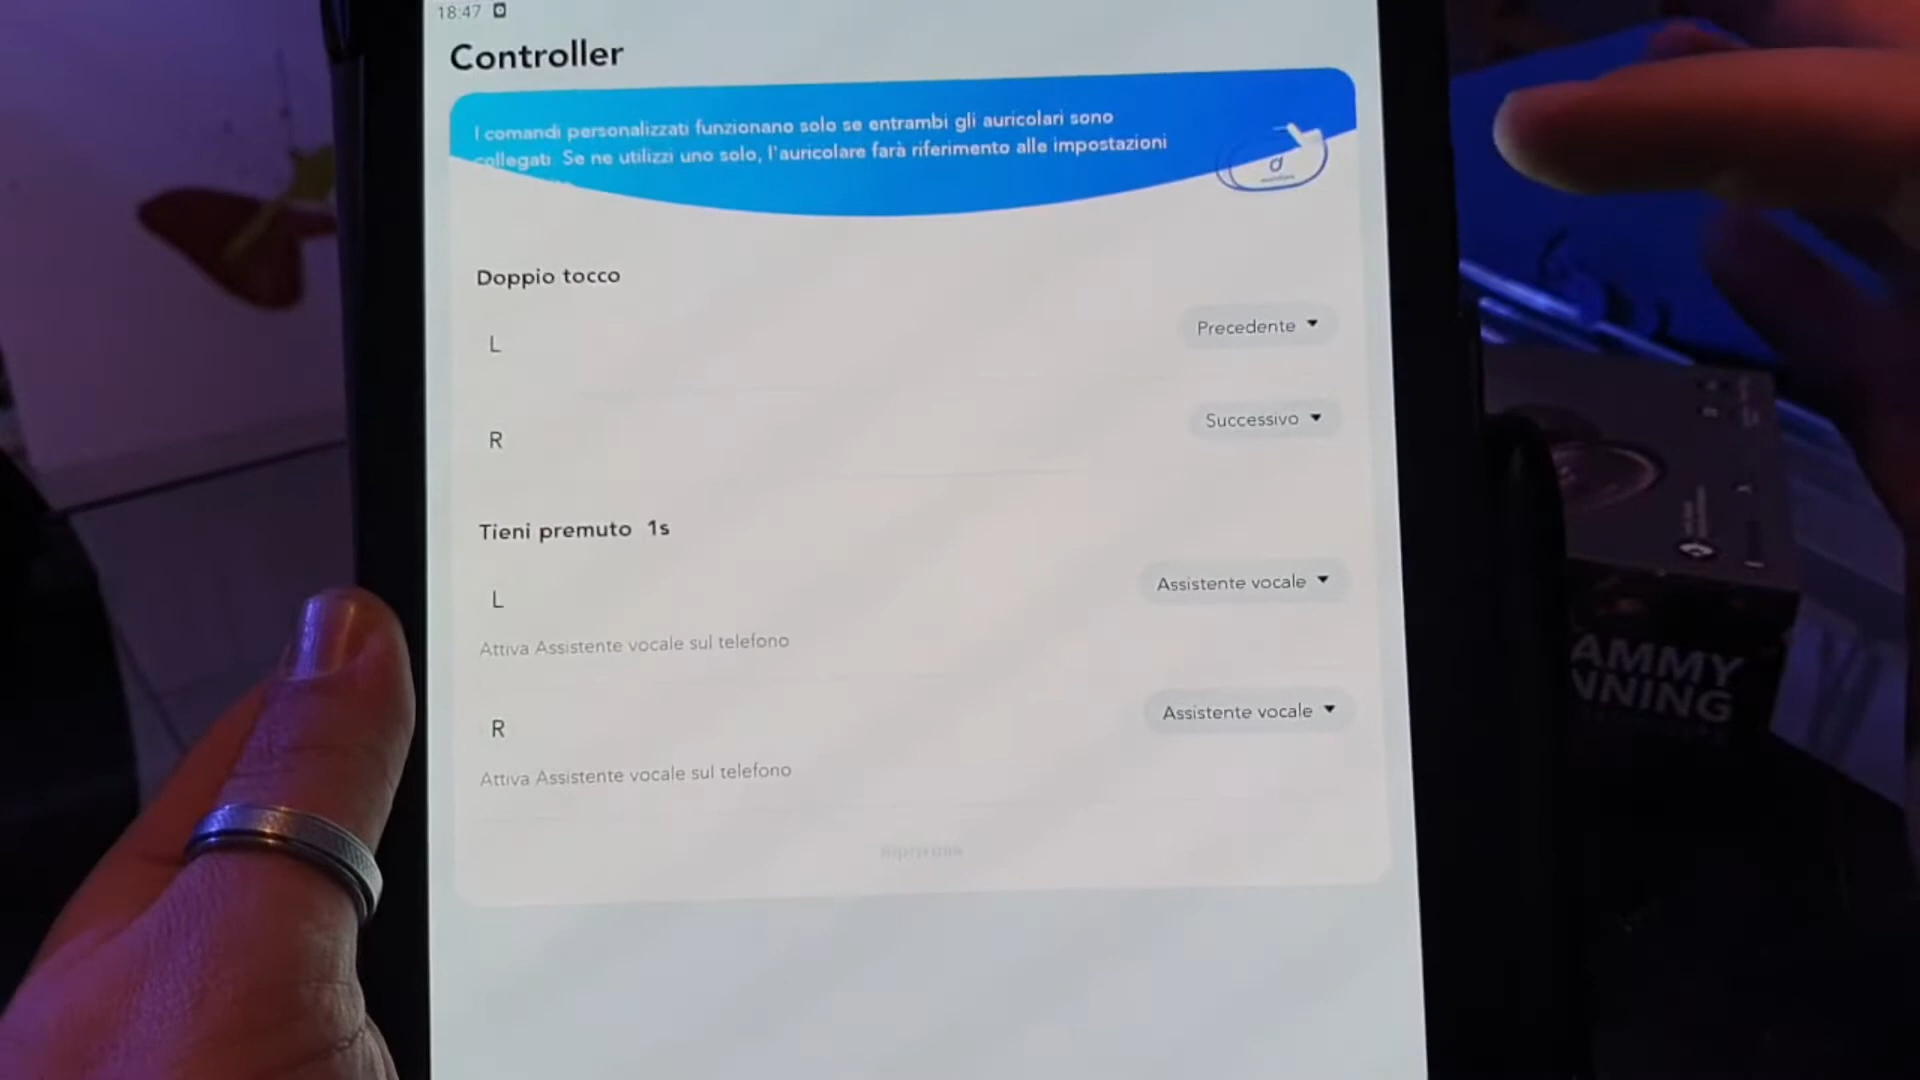 18:47
Controller
I comandi personalizzati funzionano solo se entrambi gli auricolari sono
collegati. Se ne utilizzi uno solo, l'auricolare farà riferimento alle impostazioni
Doppio tocco
L
Precedente
R
Successivo
Tieni premuto 1s
L
Assistente vocale
Attiva Assistente vocale sul telefono
R
Assistente vocale
Attiva Assistente vocale sul telefono
AMMY
NNING